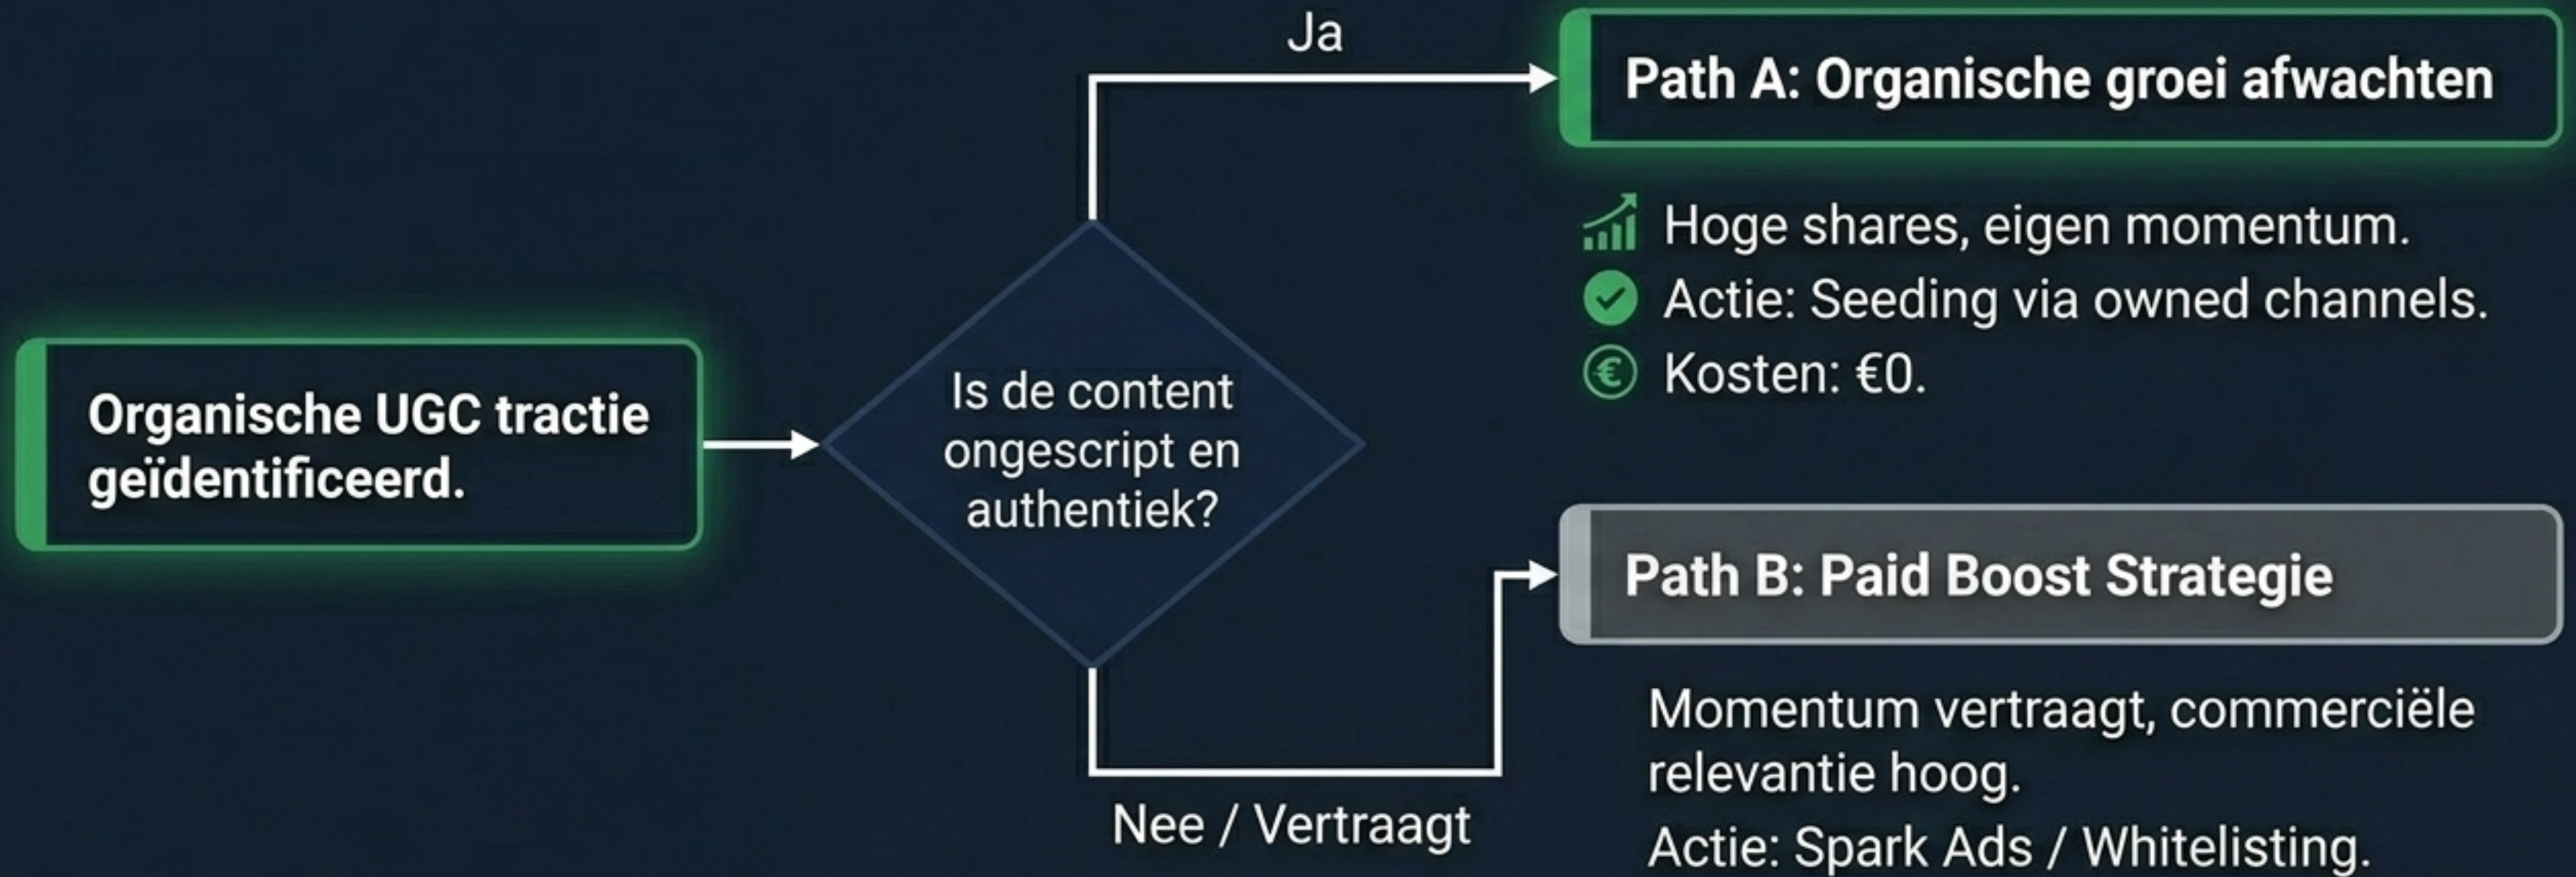 Ja
Path A: Organische groei afwachten
Hoge shares, eigen momentum.
Actie: Seeding via owned channels.
€ Kosten: €0.
Organische UGC tractie
geïdentificeerd.
Is de content
ongescript en
authentiek?
Path B: Paid Boost Strategie
Momentum vertraagt, commerciële
relevantie hoog.
Actie: Spark Ads / Whitelisting.
Nee / Vertraagt